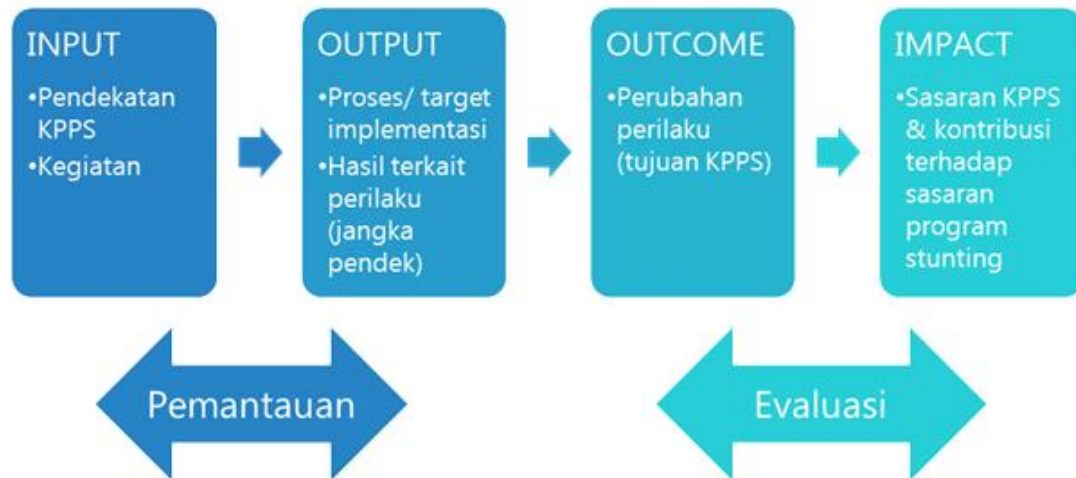 INPUT
•Pendekatan
KPPS
•Kegiatan
OUTPUT
•Proses/ target
implementasi
•Hasil terkait
perilaku
(jangka
pendek)
OUTCOME
•Perubahan
perilaku
(tujuan KPPS)
IMPACT
•Sasaran KPPS
& kontribusi
terhadap
sasaran
program
stunting
Pemantauan
Evaluasi